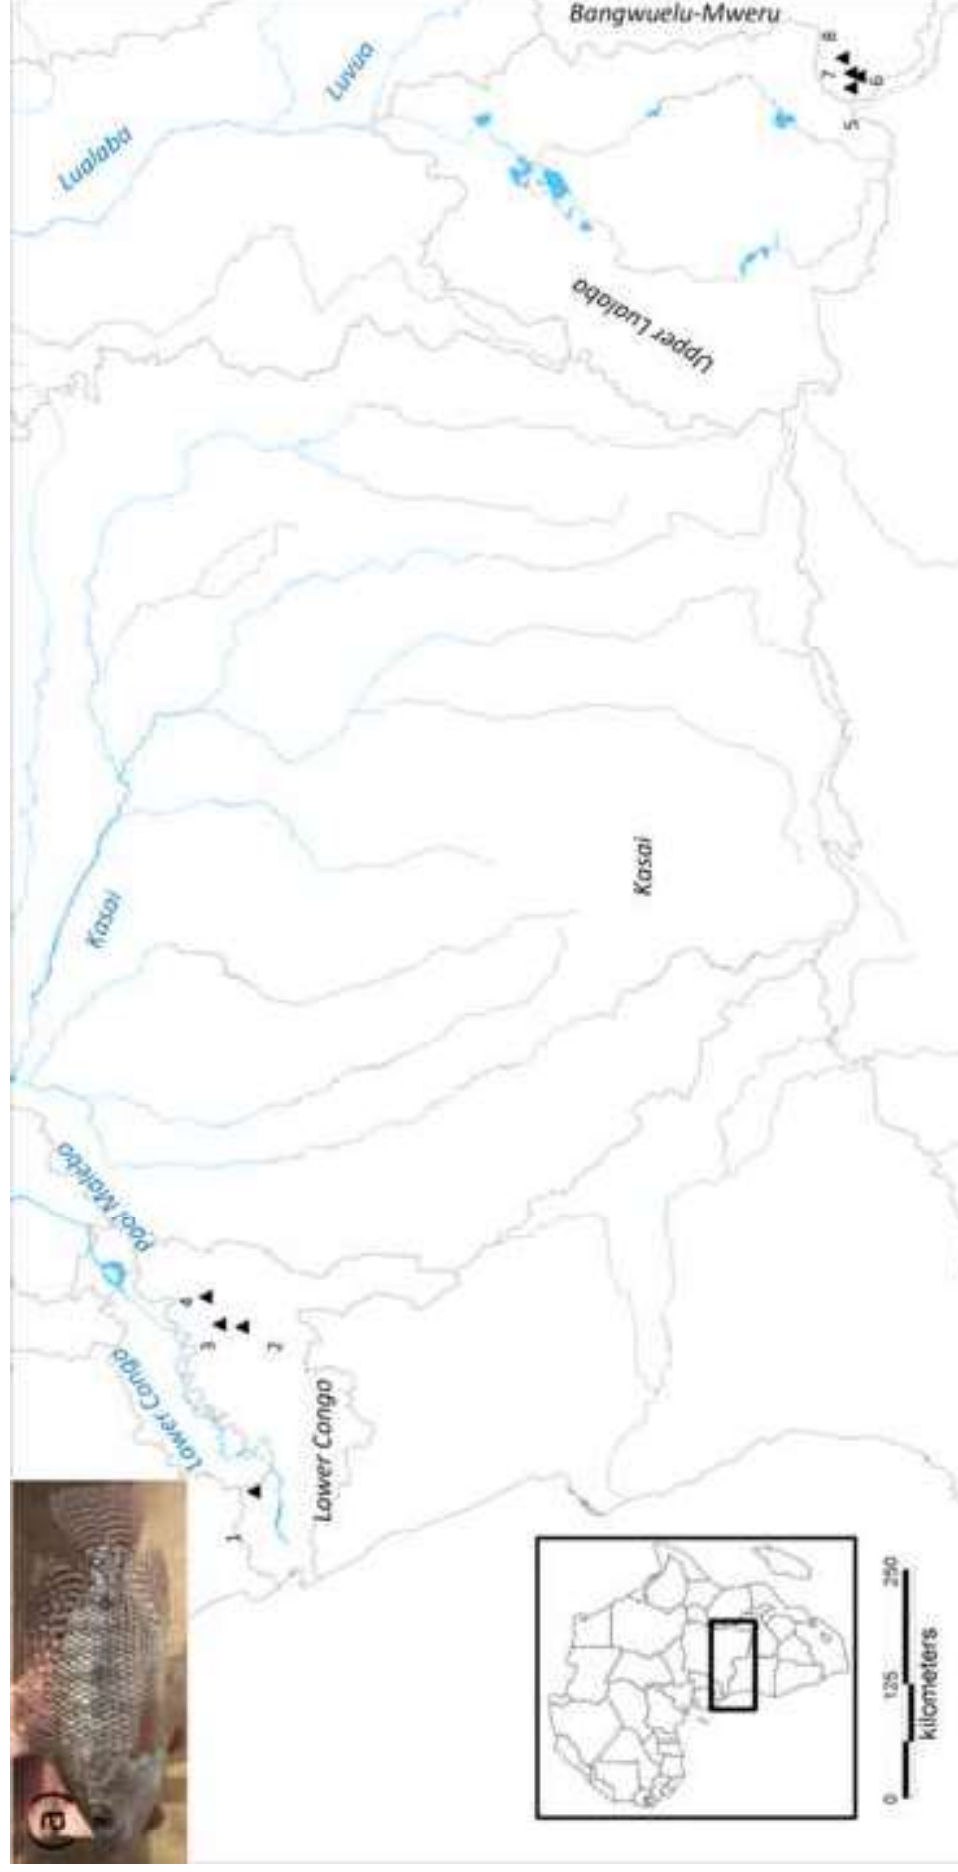 (a)
Lower Congo
Pool Malebo
Kasai
Lualaba
Luvua
1
2
3
4
Lower Congo
Kasai
Upper Lualaba
Bangwuelu-Mweru
5
6
7
8
0 125 250
kilometers